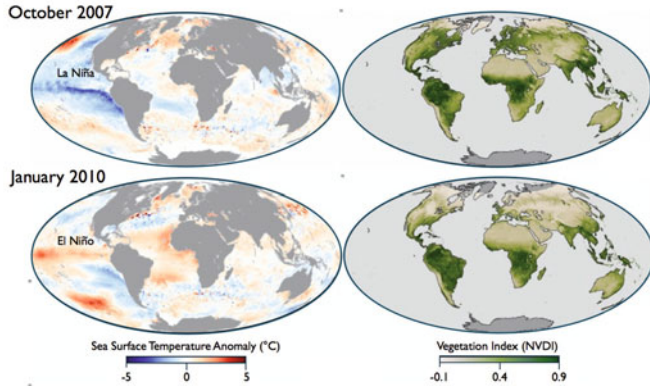 October 2007
La Niña
January 2010
El Niño
Sea Surface Temperature Anomaly (°C)
-5 0 5
Vegetation Index (NVDI)
-0.1 0.4 0.9